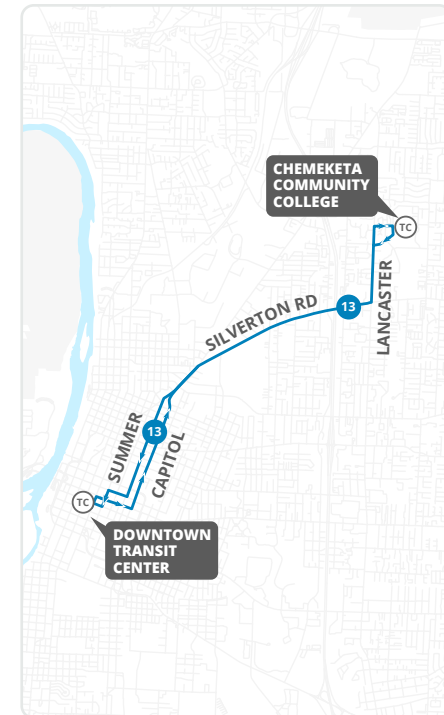 CHEMEKETA
COMMUNITY
COLLEGE
TC
LANCASTER
SILVERTON RD
13
SUMMER
13
CAPITOL
TC
DOWNTOWN
TRANSIT
CENTER